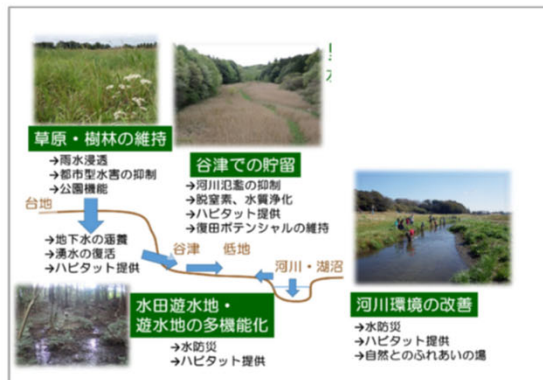 草原・樹林の維持
→雨水浸透
→都市型水害の抑制
→公園機能
台地
→地下水の涵養
→湧水の復活
→ハビタット提供
谷津での貯留
→河川氾濫の抑制
→脱窒素、水質浄化
→ハビタット提供
→復田ポテンシャルの維持
谷津
低地
河川・湖沼
水田遊水地・
遊水地の多機能化
→水防災
→ハビタット提供
河川環境の改善
→水防災
→ハビタット提供
→自然とのふれあいの場